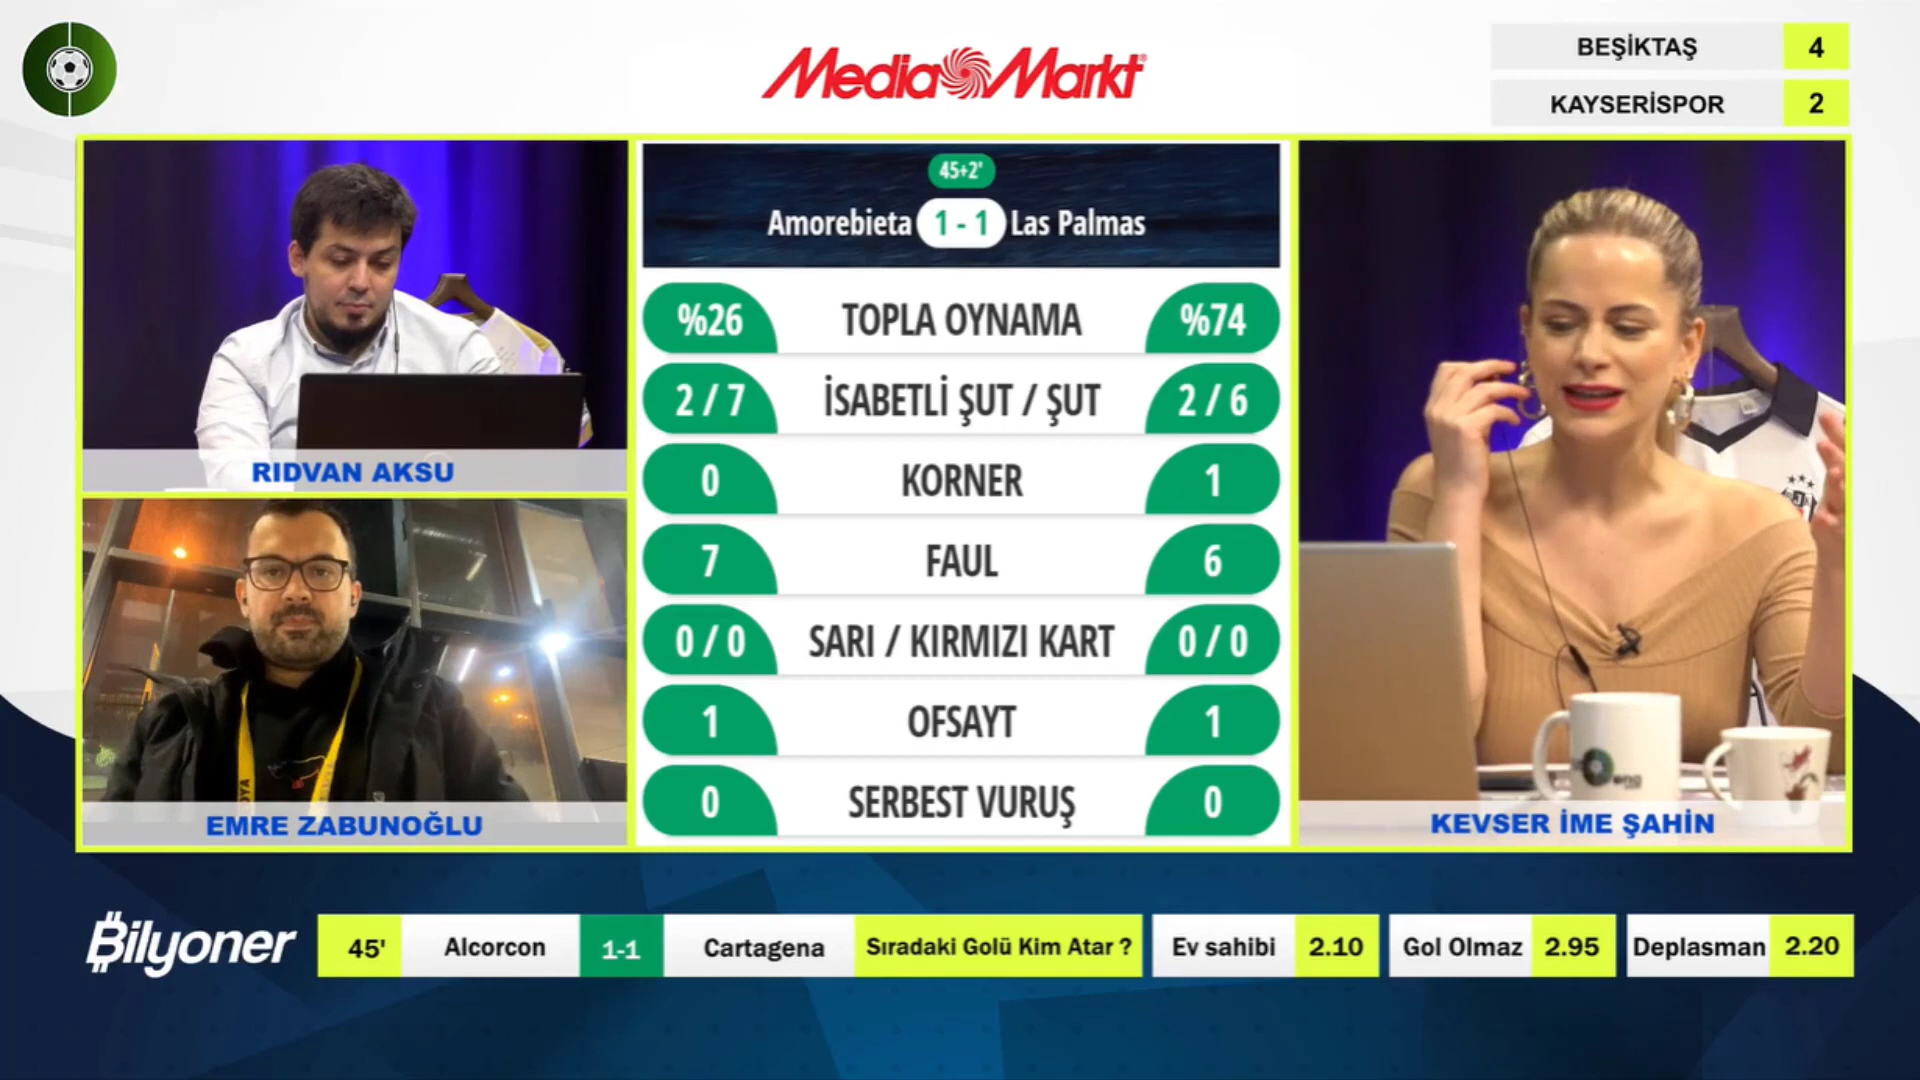 MediaMarkt
BEŞİKTAŞ 4
KAYSERİSPOR 2
45+2'
Amorebieta 1 - 1 Las Palmas
%26 TOPLA OYNAMA %74
2 / 7 İSABETLİ ŞUT / ŞUT 2 / 6
0 KORNER 1
7 FAUL 6
0 / 0 SARI / KIRMIZI KART 0 / 0
1 OFSAYT 1
0 SERBEST VURUŞ 0
RIDVAN AKSU
EMRE ZABUNOĞLU
KEVSER İME ŞAHİN
Bilyoner 45' Alcorcon 1-1 Cartagena Sıradaki Golü Kim Atar ? Ev sahibi 2.10 Gol Olmaz 2.95 Deplasman 2.20